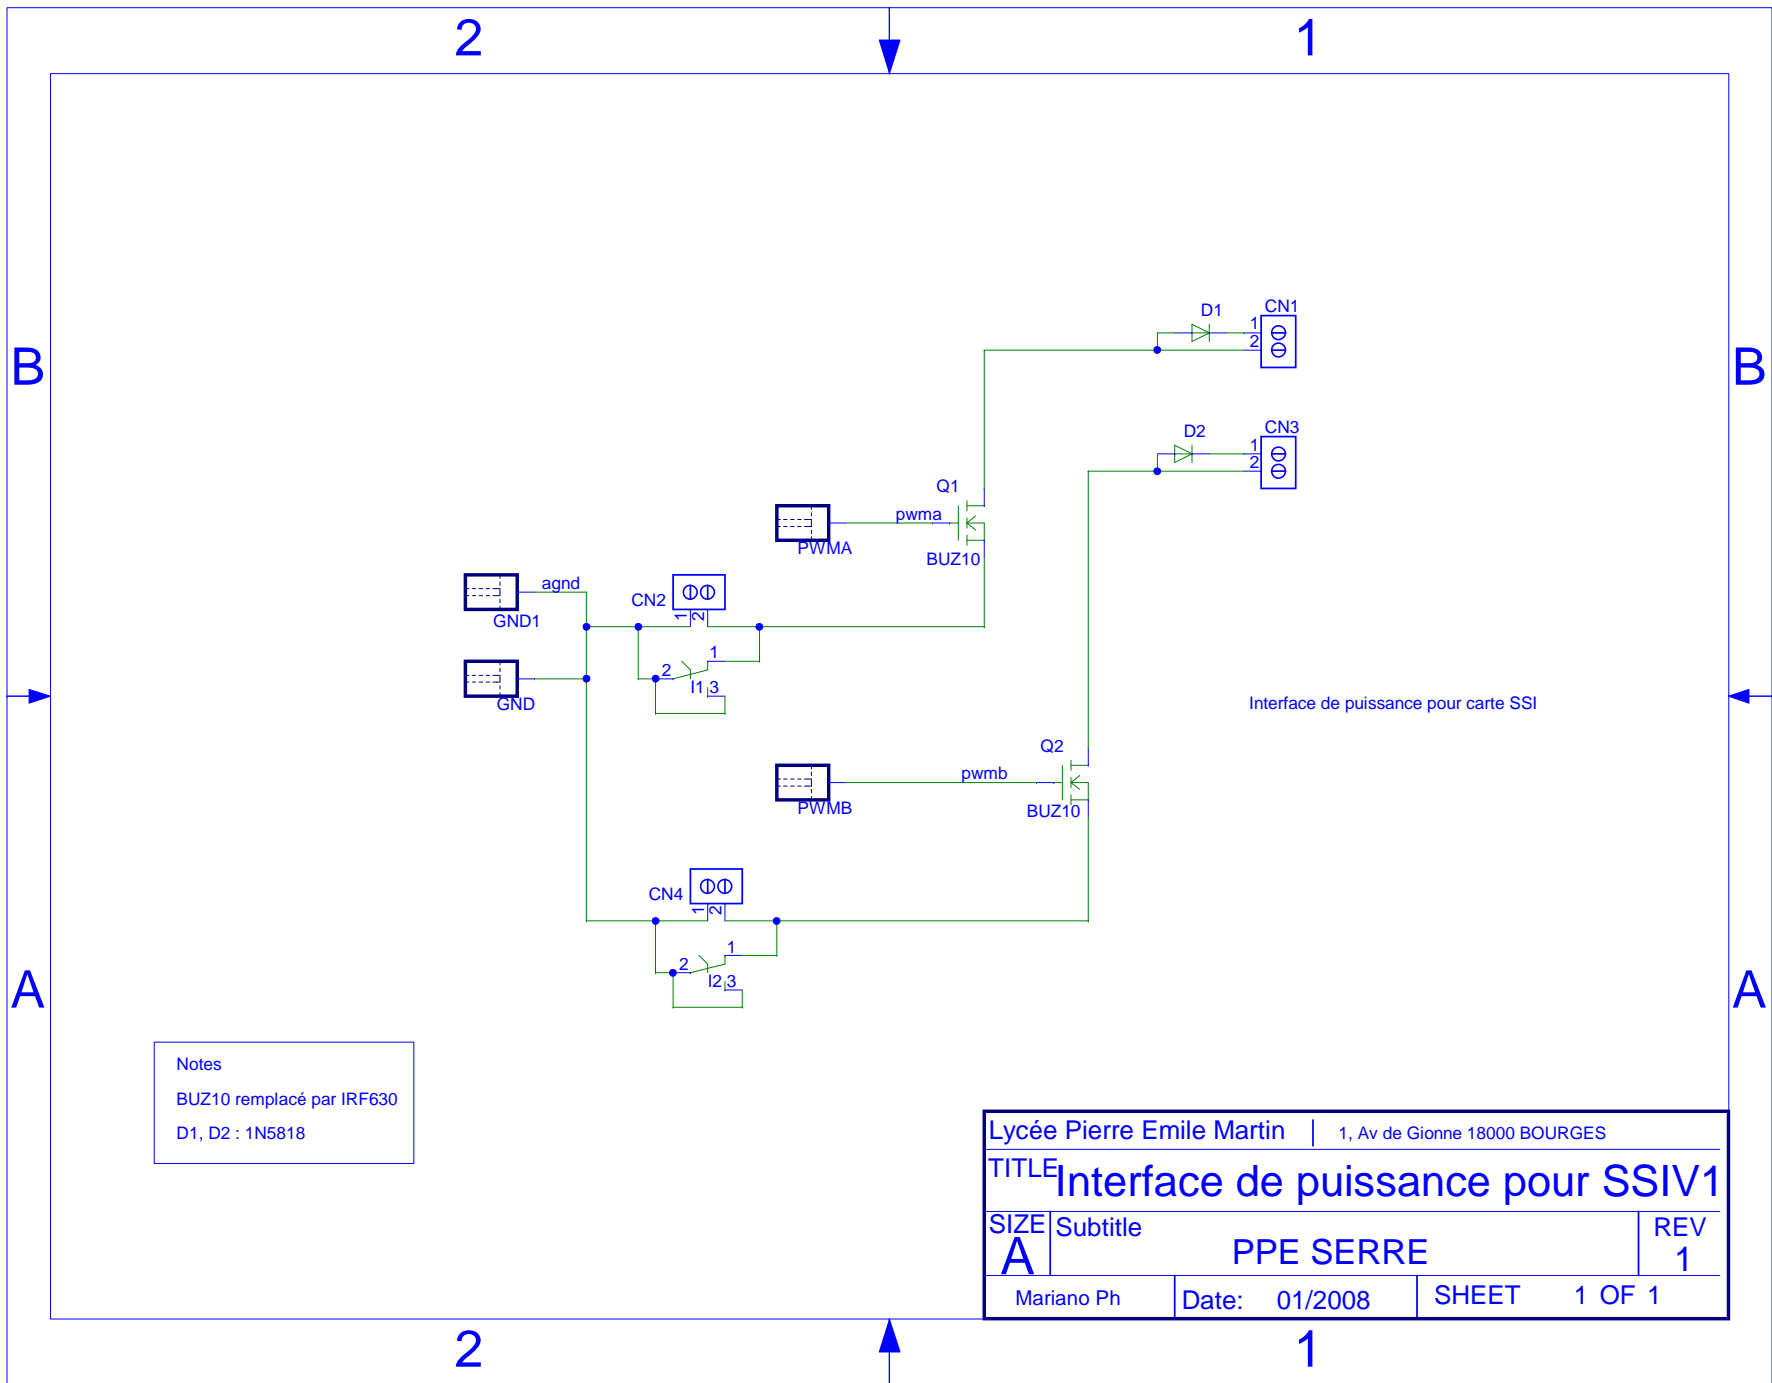 2
1
B
B
D1
CN1
1
2
D2
CN3
1
2
Q1
pwma
PWMA
BUZ10
agnd
GND1
CN2
1
2
1
2
I1
3
GND
Interface de puissance pour carte SSI
Q2
pwmb
PWMB
BUZ10
CN4
1
2
1
2
I2
3
A
A
Notes
BUZ10 remplacé par IRF630
D1, D2 : 1N5818
Lycée Pierre Emile Martin
1, Av de Gionne 18000 BOURGES
TITLE
Interface de puissance pour SSIV1
SIZE
A
Subtitle
PPE SERRE
REV
1
Mariano Ph
Date: 01/2008
SHEET 1 OF 1
2
1